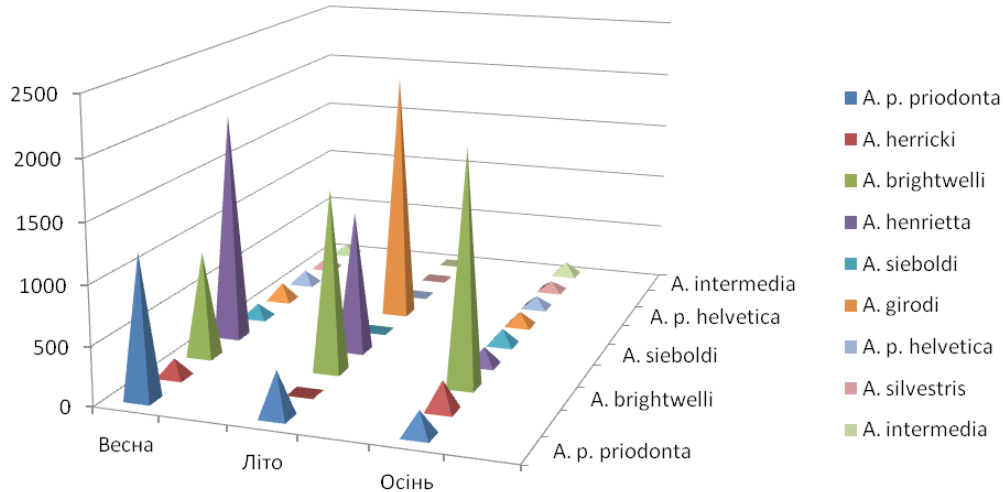 2500
2000
1500
1000
500
0
Весна
Літо
Осінь
A. intermedia
A. p. helvetica
A. sieboldi
A. brightwelli
A. p. priodonta
A. p. priodonta
A. herricki
A. brightwelli
A. henrietta
A. sieboldi
A. girodi
A. p. helvetica
A. silvestris
A. intermedia